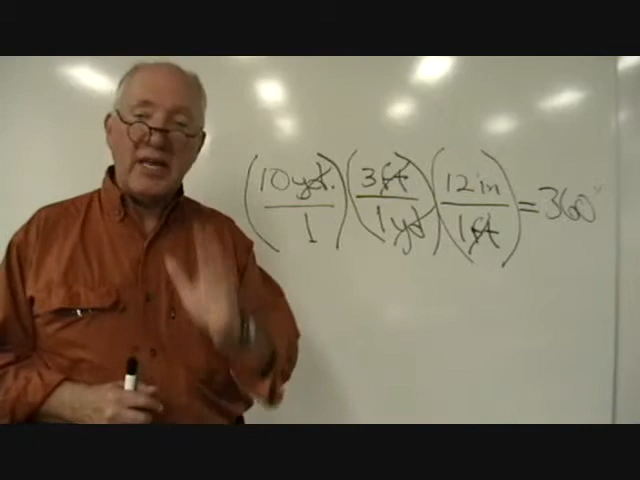 (10 yd. / 1) (3 ft / 1 yd) (12 in / 1 ft) = 360"